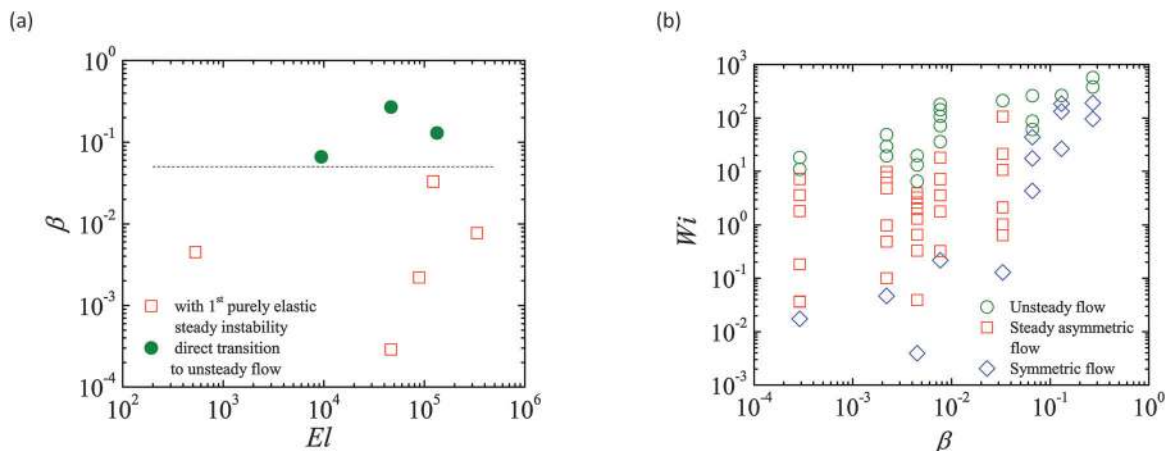 (a)
10^0
10^-1
10^-2
10^-3
10^-4
β
with 1^st purely elastic
steady instability
direct transition
to unsteady flow
10^2 10^3 10^4 10^5 10^6
El
(b)
10^3
10^2
10^1
10^0
10^-1
10^-2
10^-3
Wi
Unsteady flow
Steady asymmetric
flow
Symmetric flow
10^-4 10^-3 10^-2 10^-1 10^0
β